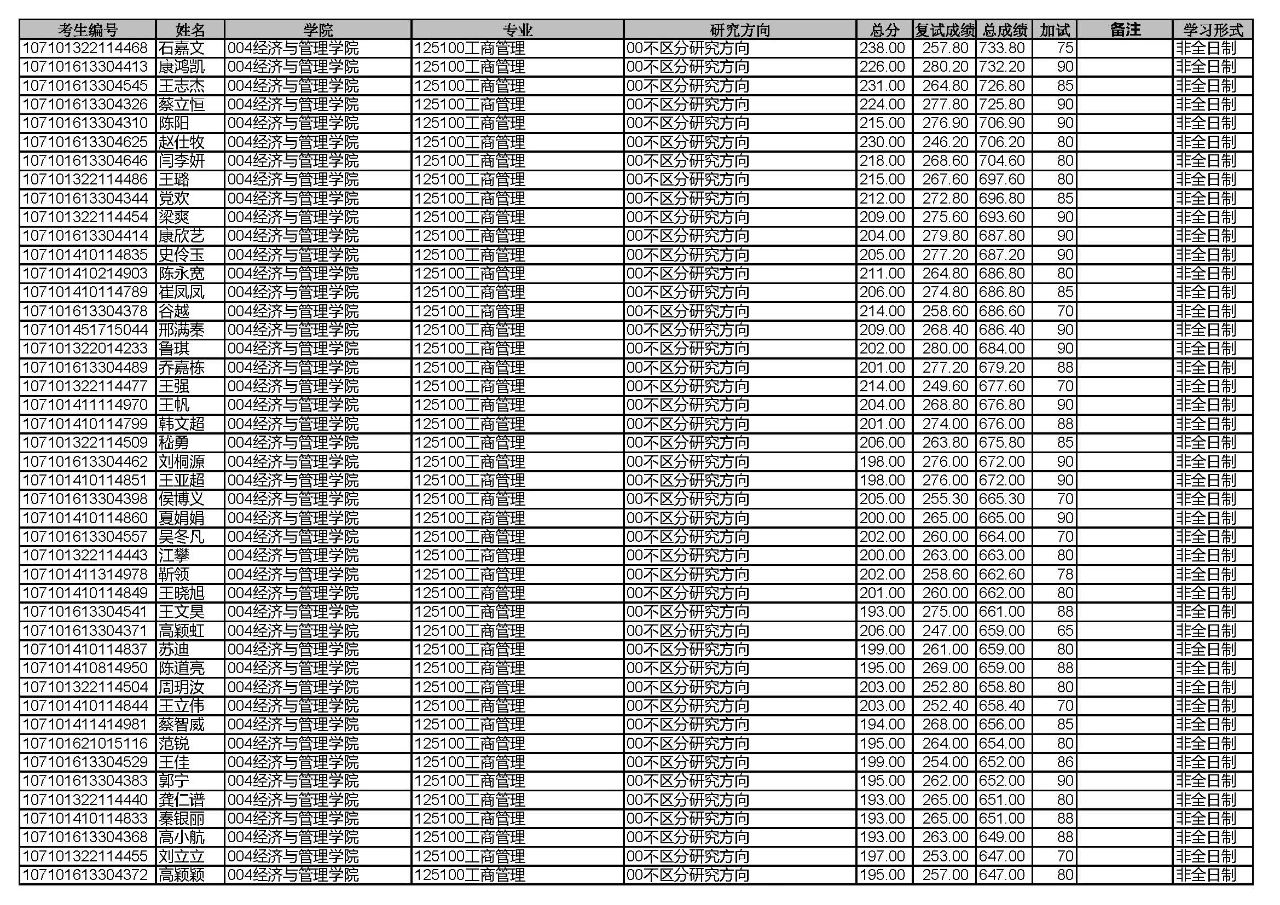 考生编号 姓名 学院 专业 研究方向 总分 复试成绩 总成绩 加试 备注 学习形式
107101322114468 石嘉文 004经济与管理学院 125100工商管理 00不区分研究方向 238.00 257.80 733.80 75 非全日制
107101613304413 康鸿凯 004经济与管理学院 125100工商管理 00不区分研究方向 226.00 280.20 732.20 90 非全日制
107101613304545 王志杰 004经济与管理学院 125100工商管理 00不区分研究方向 231.00 264.80 726.80 85 非全日制
107101613304326 蔡立恒 004经济与管理学院 125100工商管理 00不区分研究方向 224.00 277.80 725.80 90 非全日制
107101613304310 陈阳 004经济与管理学院 125100工商管理 00不区分研究方向 215.00 276.90 706.90 90 非全日制
107101613304625 赵仕牧 004经济与管理学院 125100工商管理 00不区分研究方向 230.00 246.20 706.20 80 非全日制
107101613304646 闫李妍 004经济与管理学院 125100工商管理 00不区分研究方向 218.00 268.60 704.60 80 非全日制
107101322114486 王璐 004经济与管理学院 125100工商管理 00不区分研究方向 215.00 267.60 697.60 80 非全日制
107101613304344 党欢 004经济与管理学院 125100工商管理 00不区分研究方向 212.00 272.80 696.80 85 非全日制
107101322114454 梁爽 004经济与管理学院 125100工商管理 00不区分研究方向 209.00 275.60 693.60 90 非全日制
107101613304414 康欣艺 004经济与管理学院 125100工商管理 00不区分研究方向 204.00 279.80 687.80 90 非全日制
107101410114835 史伶玉 004经济与管理学院 125100工商管理 00不区分研究方向 205.00 277.20 687.20 90 非全日制
107101410214903 陈永宽 004经济与管理学院 125100工商管理 00不区分研究方向 211.00 264.80 686.80 80 非全日制
107101410114789 崔凤凤 004经济与管理学院 125100工商管理 00不区分研究方向 206.00 274.80 686.80 85 非全日制
107101613304378 谷越 004经济与管理学院 125100工商管理 00不区分研究方向 214.00 258.60 686.60 70 非全日制
107101451715044 邢满秦 004经济与管理学院 125100工商管理 00不区分研究方向 209.00 268.40 686.40 90 非全日制
107101322014233 鲁琪 004经济与管理学院 125100工商管理 00不区分研究方向 202.00 280.00 684.00 90 非全日制
107101613304489 乔嘉栋 004经济与管理学院 125100工商管理 00不区分研究方向 201.00 277.20 679.20 88 非全日制
107101322114477 王强 004经济与管理学院 125100工商管理 00不区分研究方向 214.00 249.60 677.60 70 非全日制
107101411114970 王帆 004经济与管理学院 125100工商管理 00不区分研究方向 204.00 268.80 676.80 90 非全日制
107101410114799 韩文超 004经济与管理学院 125100工商管理 00不区分研究方向 201.00 274.00 676.00 88 非全日制
107101322114509 嵇勇 004经济与管理学院 125100工商管理 00不区分研究方向 206.00 263.80 675.80 85 非全日制
107101613304462 刘桐源 004经济与管理学院 125100工商管理 00不区分研究方向 198.00 276.00 672.00 90 非全日制
107101410114851 王亚超 004经济与管理学院 125100工商管理 00不区分研究方向 198.00 276.00 672.00 90 非全日制
107101613304398 侯博义 004经济与管理学院 125100工商管理 00不区分研究方向 205.00 255.30 665.30 70 非全日制
107101410114860 夏娟娟 004经济与管理学院 125100工商管理 00不区分研究方向 200.00 265.00 665.00 90 非全日制
107101613304557 吴冬凡 004经济与管理学院 125100工商管理 00不区分研究方向 202.00 260.00 664.00 70 非全日制
107101322114443 江攀 004经济与管理学院 125100工商管理 00不区分研究方向 200.00 263.00 663.00 80 非全日制
107101411314978 靳领 004经济与管理学院 125100工商管理 00不区分研究方向 202.00 258.60 662.60 78 非全日制
107101410114849 王晓旭 004经济与管理学院 125100工商管理 00不区分研究方向 201.00 260.00 662.00 80 非全日制
107101613304541 王文昊 004经济与管理学院 125100工商管理 00不区分研究方向 193.00 275.00 661.00 88 非全日制
107101613304371 高颖虹 004经济与管理学院 125100工商管理 00不区分研究方向 206.00 247.00 659.00 65 非全日制
107101410114837 苏迪 004经济与管理学院 125100工商管理 00不区分研究方向 199.00 261.00 659.00 80 非全日制
107101410814950 陈道亮 004经济与管理学院 125100工商管理 00不区分研究方向 195.00 269.00 659.00 88 非全日制
107101322114504 周玥汝 004经济与管理学院 125100工商管理 00不区分研究方向 203.00 252.80 658.80 80 非全日制
107101410114844 王立伟 004经济与管理学院 125100工商管理 00不区分研究方向 203.00 252.40 658.40 70 非全日制
107101411414981 蔡智威 004经济与管理学院 125100工商管理 00不区分研究方向 194.00 268.00 656.00 85 非全日制
107101621015116 范锐 004经济与管理学院 125100工商管理 00不区分研究方向 195.00 264.00 654.00 80 非全日制
107101613304529 王佳 004经济与管理学院 125100工商管理 00不区分研究方向 199.00 254.00 652.00 86 非全日制
107101613304383 郭宁 004经济与管理学院 125100工商管理 00不区分研究方向 195.00 262.00 652.00 90 非全日制
107101322114440 龚仁谱 004经济与管理学院 125100工商管理 00不区分研究方向 193.00 265.00 651.00 80 非全日制
107101410114833 秦银丽 004经济与管理学院 125100工商管理 00不区分研究方向 193.00 265.00 651.00 88 非全日制
107101613304368 高小航 004经济与管理学院 125100工商管理 00不区分研究方向 193.00 263.00 649.00 88 非全日制
107101322114455 刘立立 004经济与管理学院 125100工商管理 00不区分研究方向 197.00 253.00 647.00 70 非全日制
107101613304372 高颖颖 004经济与管理学院 125100工商管理 00不区分研究方向 195.00 257.00 647.00 80 非全日制